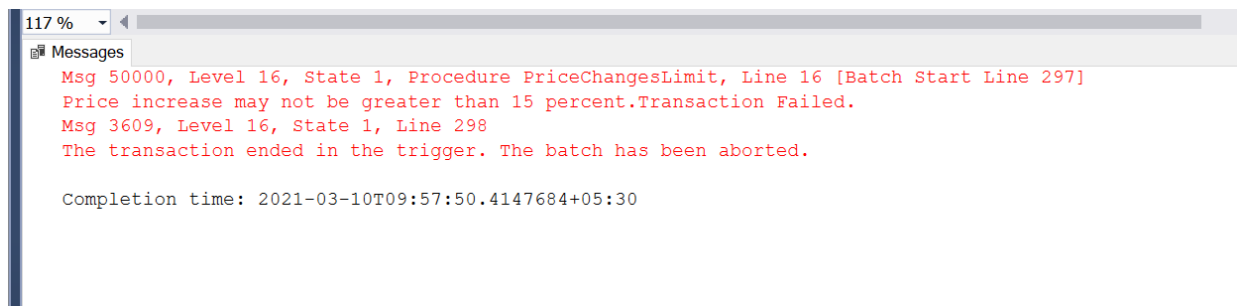 117 %
Messages
Msg 50000, Level 16, State 1, Procedure PriceChangesLimit, Line 16 [Batch Start Line 297]
Price increase may not be greater than 15 percent.Transaction Failed.
Msg 3609, Level 16, State 1, Line 298
The transaction ended in the trigger. The batch has been aborted.
Completion time: 2021-03-10T09:57:50.4147684+05:30